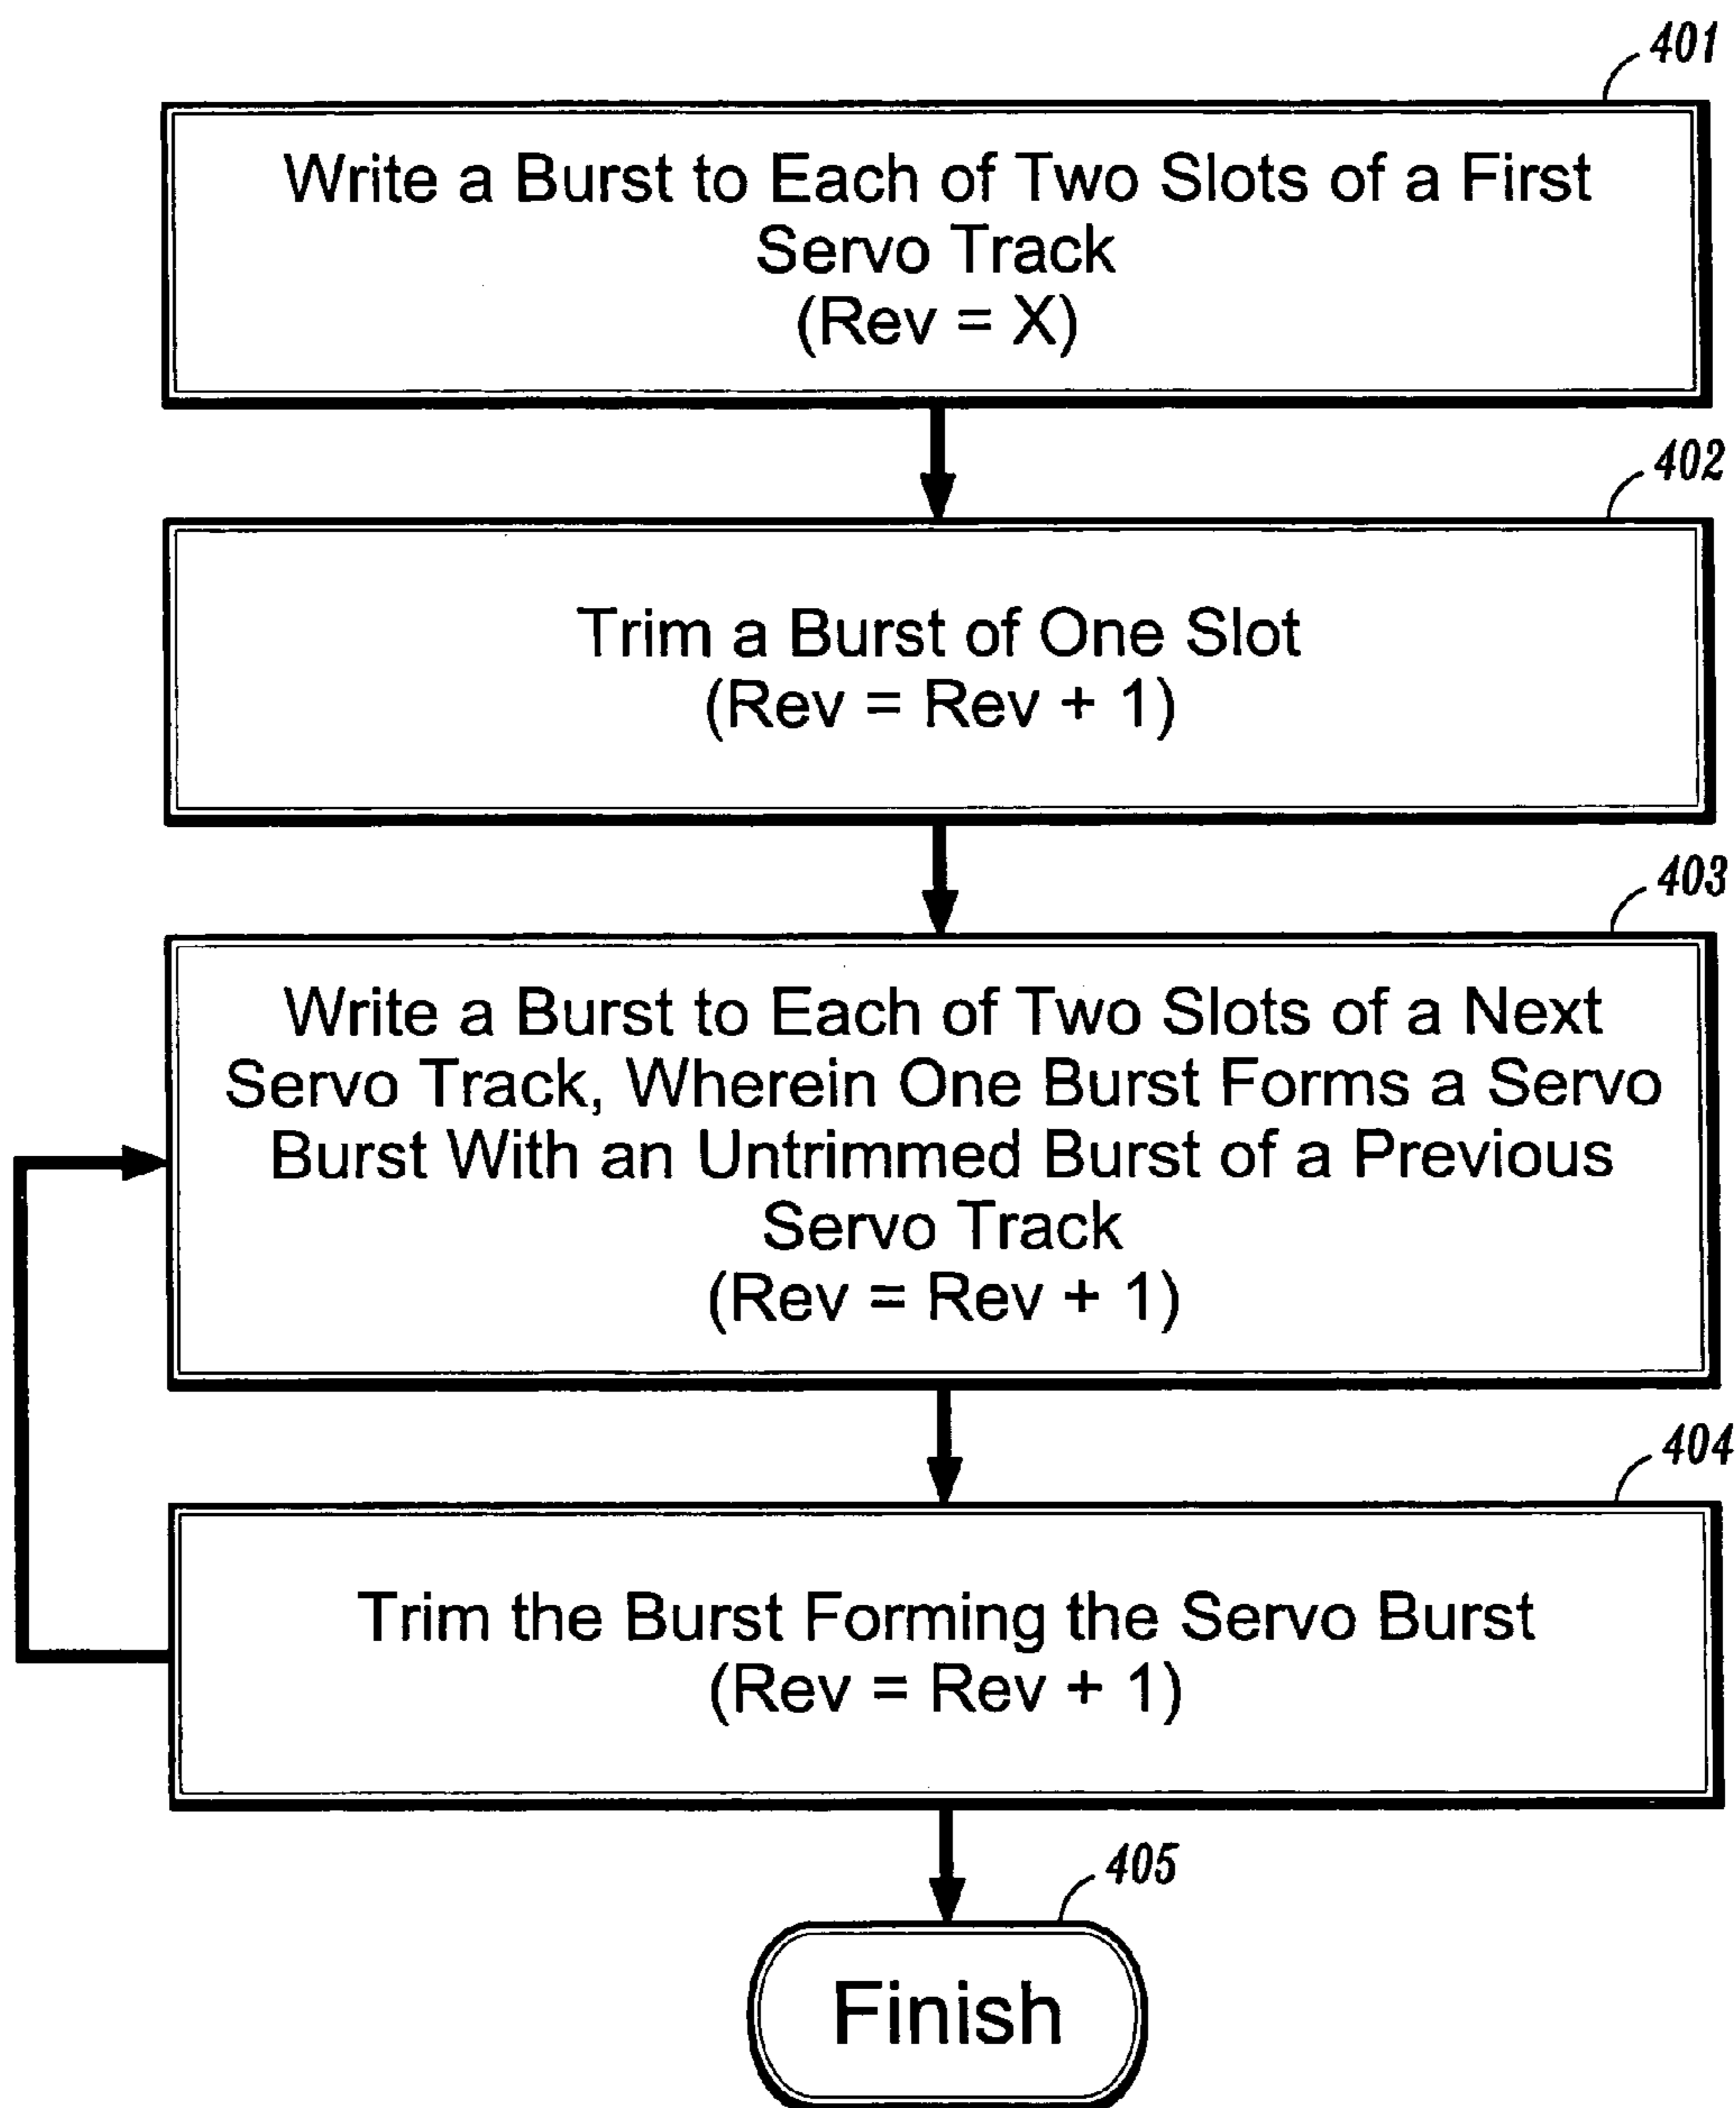 401
Write a Burst to Each of Two Slots of a First
Servo Track
(Rev = X)
402
Trim a Burst of One Slot
(Rev = Rev + 1)
403
Write a Burst to Each of Two Slots of a Next
Servo Track, Wherein One Burst Forms a Servo
Burst With an Untrimmed Burst of a Previous
Servo Track
(Rev = Rev + 1)
404
Trim the Burst Forming the Servo Burst
(Rev = Rev + 1)
405
Finish